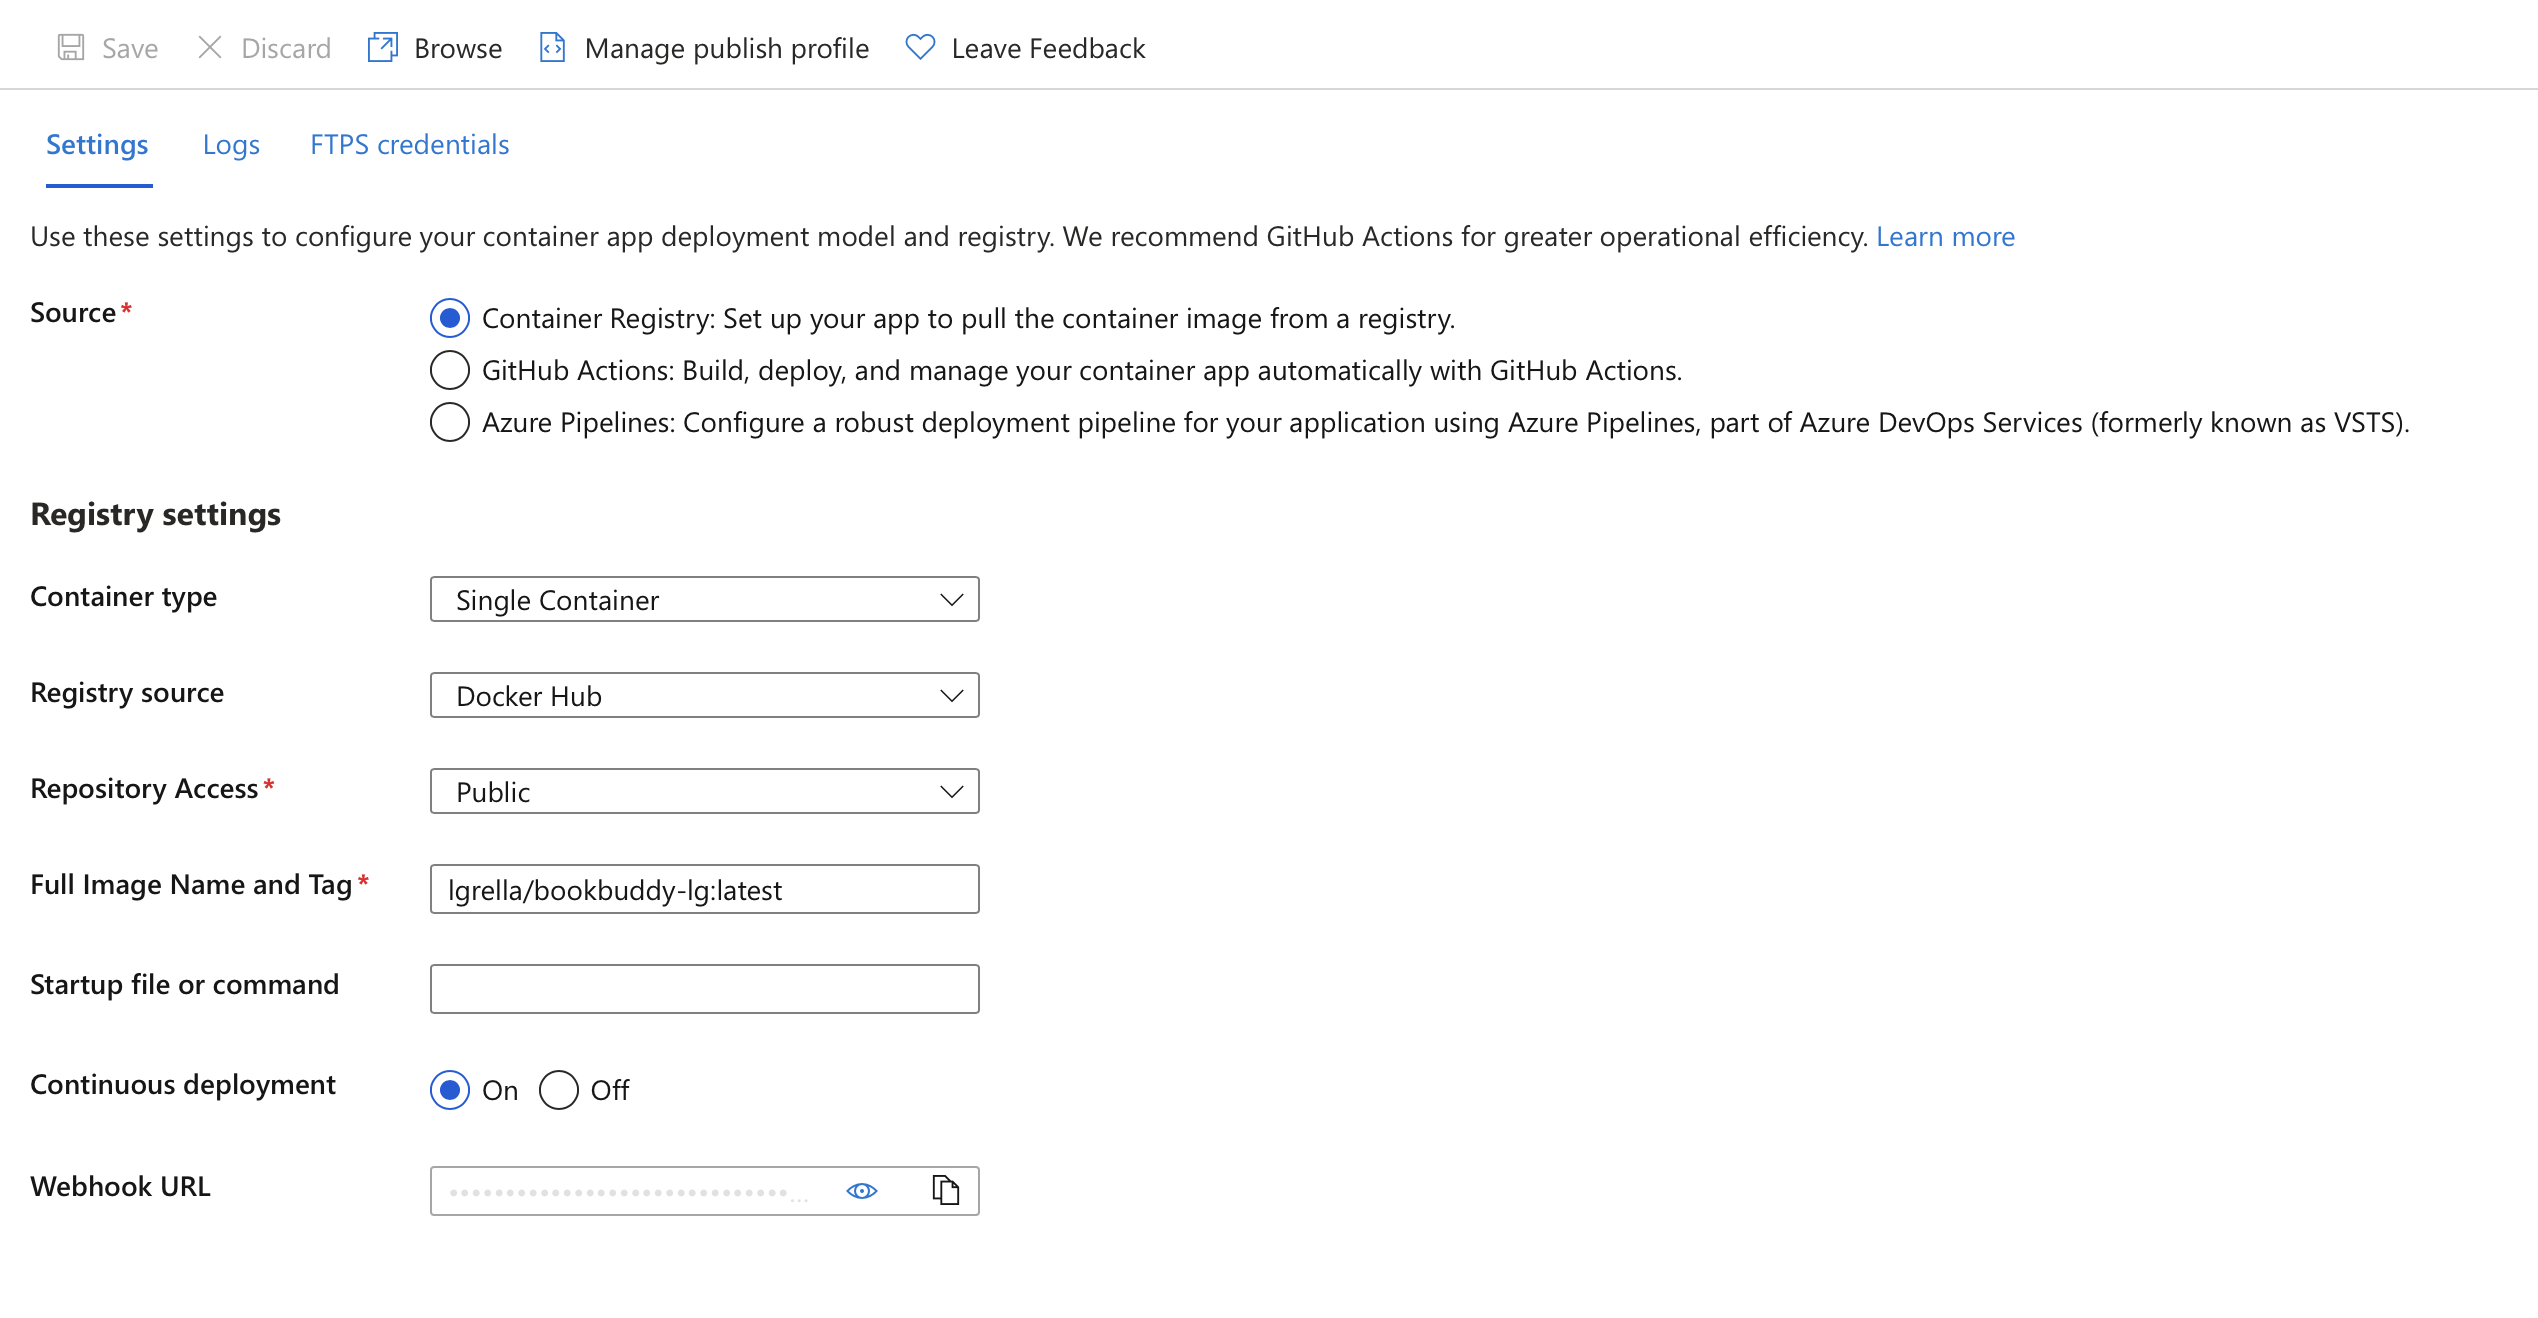 Save Discard Browse Manage publish profile Leave Feedback
Settings Logs FTPS credentials
Use these settings to configure your container app deployment model and registry. We recommend GitHub Actions for greater operational efficiency. Learn more
Source*
Container Registry: Set up your app to pull the container image from a registry.
GitHub Actions: Build, deploy, and manage your container app automatically with GitHub Actions.
Azure Pipelines: Configure a robust deployment pipeline for your application using Azure Pipelines, part of Azure DevOps Services (formerly known as VSTS).
Registry settings
Container type Single Container
Registry source Docker Hub
Repository Access* Public
Full Image Name and Tag* lgrella/bookbuddy-lg:latest
Startup file or command
Continuous deployment On Off
Webhook URL